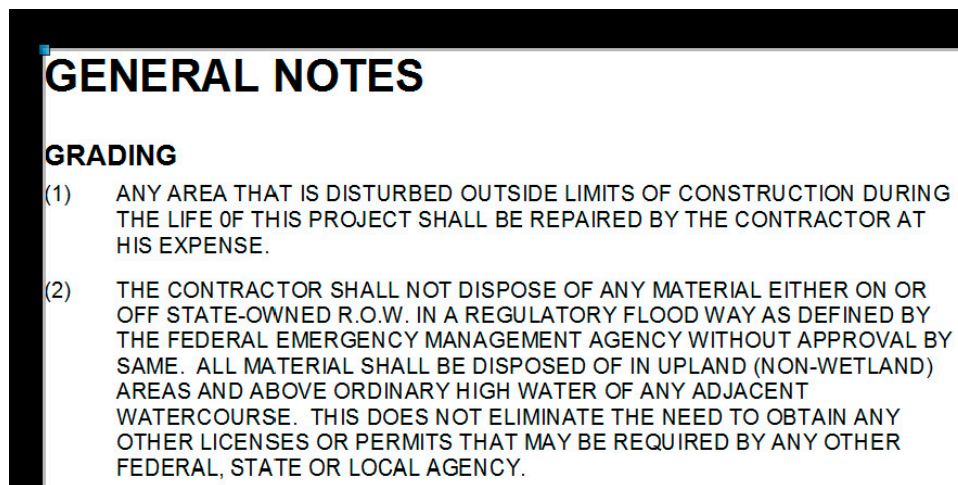 GENERAL NOTES
GRADING
(1) ANY AREA THAT IS DISTURBED OUTSIDE LIMITS OF CONSTRUCTION DURING
THE LIFE 0F THIS PROJECT SHALL BE REPAIRED BY THE CONTRACTOR AT
HIS EXPENSE.
(2) THE CONTRACTOR SHALL NOT DISPOSE OF ANY MATERIAL EITHER ON OR
OFF STATE-OWNED R.O.W. IN A REGULATORY FLOOD WAY AS DEFINED BY
THE FEDERAL EMERGENCY MANAGEMENT AGENCY WITHOUT APPROVAL BY
SAME. ALL MATERIAL SHALL BE DISPOSED OF IN UPLAND (NON-WETLAND)
AREAS AND ABOVE ORDINARY HIGH WATER OF ANY ADJACENT
WATERCOURSE. THIS DOES NOT ELIMINATE THE NEED TO OBTAIN ANY
OTHER LICENSES OR PERMITS THAT MAY BE REQUIRED BY ANY OTHER
FEDERAL, STATE OR LOCAL AGENCY.